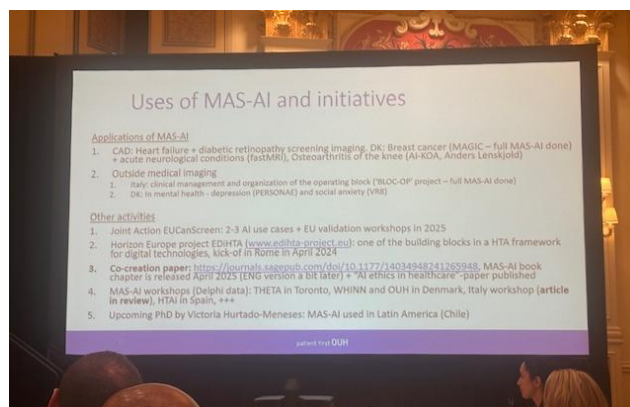 Uses of MAS-AI and initiatives
Applications of MAS-AI
1. CAD: Heart failure + diabetic retinopathy screening imaging. DK: Breast cancer (MAGIC – full MAS-AI done)
+ acute neurological conditions (fastMRI), Osteoarthritis of the knee (AI-KOA, Anders Lenskjold)
2. Outside medical imaging
1. Italy: clinical management and organization of the operating block ('BLOC-OP' project – full MAS-AI done)
2. DK: In mental health - depression (PERSONAE) and social anxiety (VR8)
Other activities
1. Joint Action EUCanScreen: 2-3 AI use cases + EU validation workshops in 2025
2. Horizon Europe project EDiHTA (www.edihta-project.eu): one of the building blocks in a HTA framework
for digital technologies, kick-of in Rome in April 2024
3. Co-creation paper: https://journals.sagepub.com/doi/10.1177/14034948241265948, MAS-AI book
chapter is released April 2025 (ENG version a bit later) + "AI ethics in healthcare"-paper published
4. MAS-AI workshops (Delphi data): THETA in Toronto, WHINN and OUH in Denmark, Italy workshop (article
in review), HTAi in Spain, +++
5. Upcoming PhD by Victoria Hurtado-Meneses: MAS-AI used in Latin America (Chile)
patient first OUH